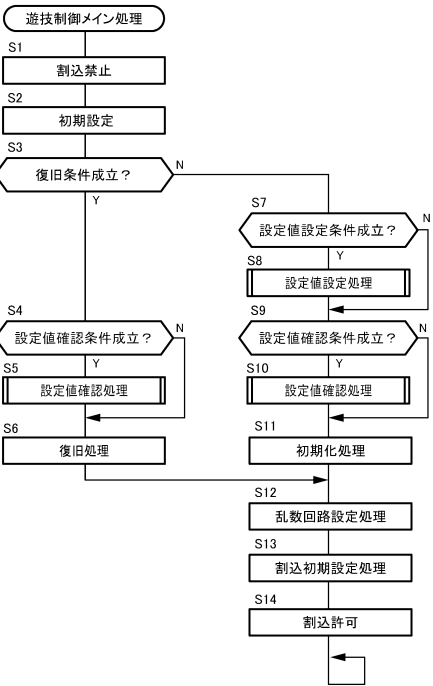 遊技制御メイン処理
S1
割込禁止
S2
初期設定
S3
復旧条件成立？
N
Y
S7
設定値設定条件成立？
N
Y
S8
設定値設定処理
S4
設定値確認条件成立？
N
Y
S5
設定値確認処理
S9
設定値確認条件成立？
N
Y
S10
設定値確認処理
S6
復旧処理
S11
初期化処理
S12
乱数回路設定処理
S13
割込初期設定処理
S14
割込許可